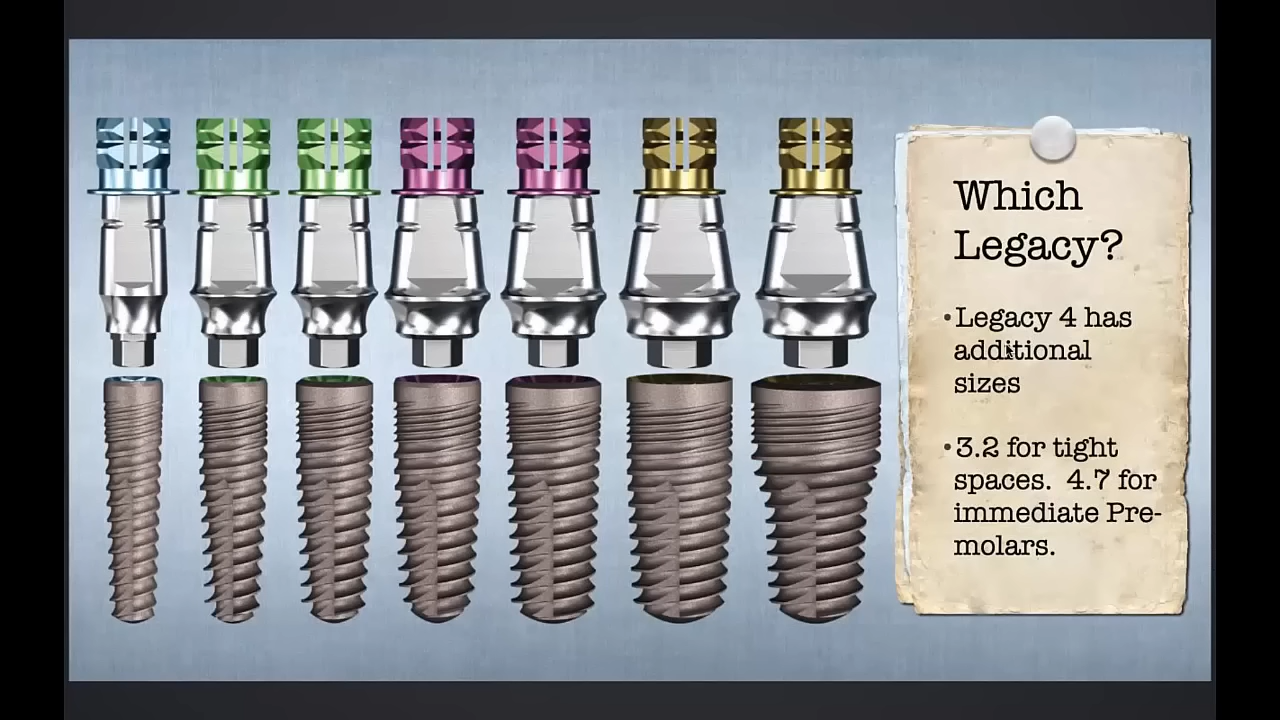 Which
Legacy?
•Legacy 4 has
additional
sizes
•3.2 for tight
spaces. 4.7 for
immediate Pre-
molars.